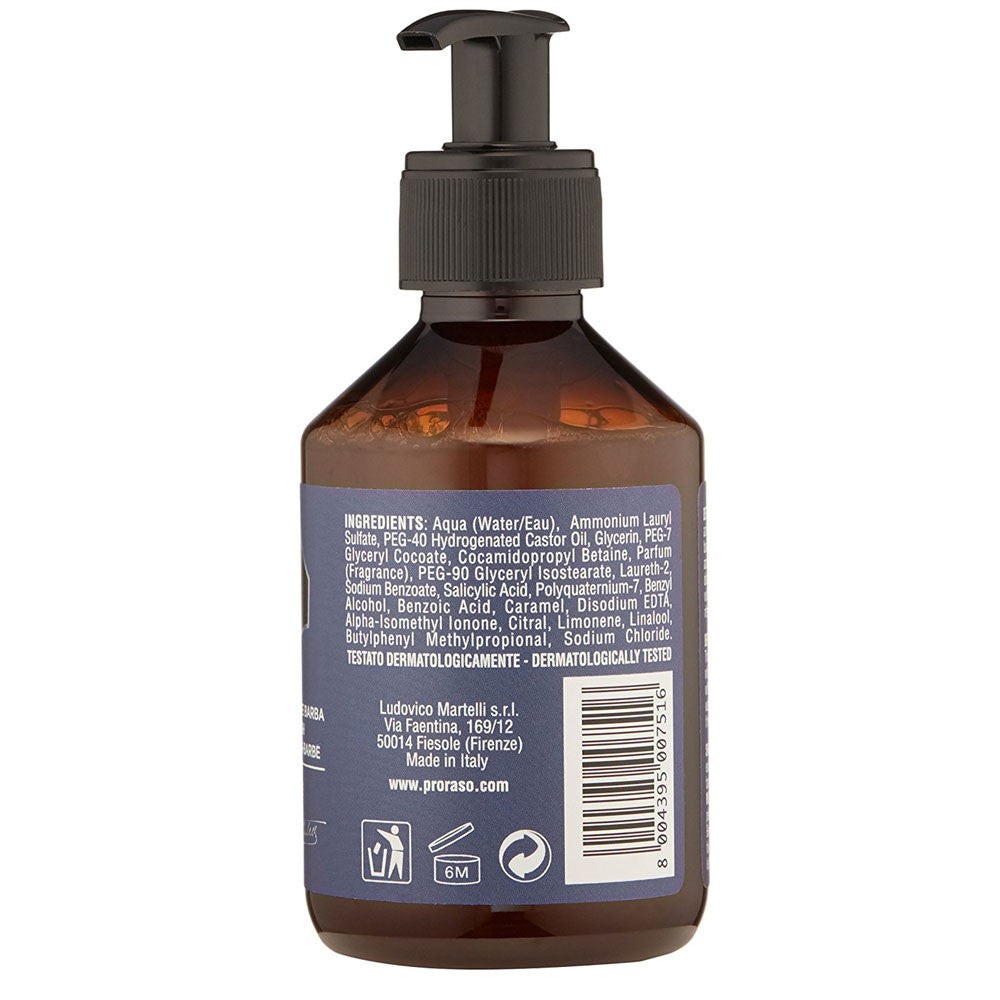 INGREDIENTS: Aqua (Water/Eau), Ammonium Lauryl
Sulfate, PEG-40 Hydrogenated Castor Oil, Glycerin, PEG-7
Glyceryl Cocoate, Cocamidopropyl Betaine, Parfum
(Fragrance), PEG-90 Glyceryl Isostearate, Laureth-2,
Sodium Benzoate, Salicylic Acid, Polyquaternium-7, Benzyl
Alcohol, Benzoic Acid, Caramel, Disodium EDTA,
Alpha-Isomethyl Ionone, Citral, Limonene, Linalool,
Butylphenyl Methylpropional, Sodium Chloride.
TESTATO DERMATOLOGICAMENTE - DERMATOLOGICALLY TESTED
Ludovico Martelli s.r.l.
Via Faentina, 169/12
50014 Fiesole (Firenze)
Made in Italy
www.proraso.com
6M
8 004395 007516
BARBA
BARBE